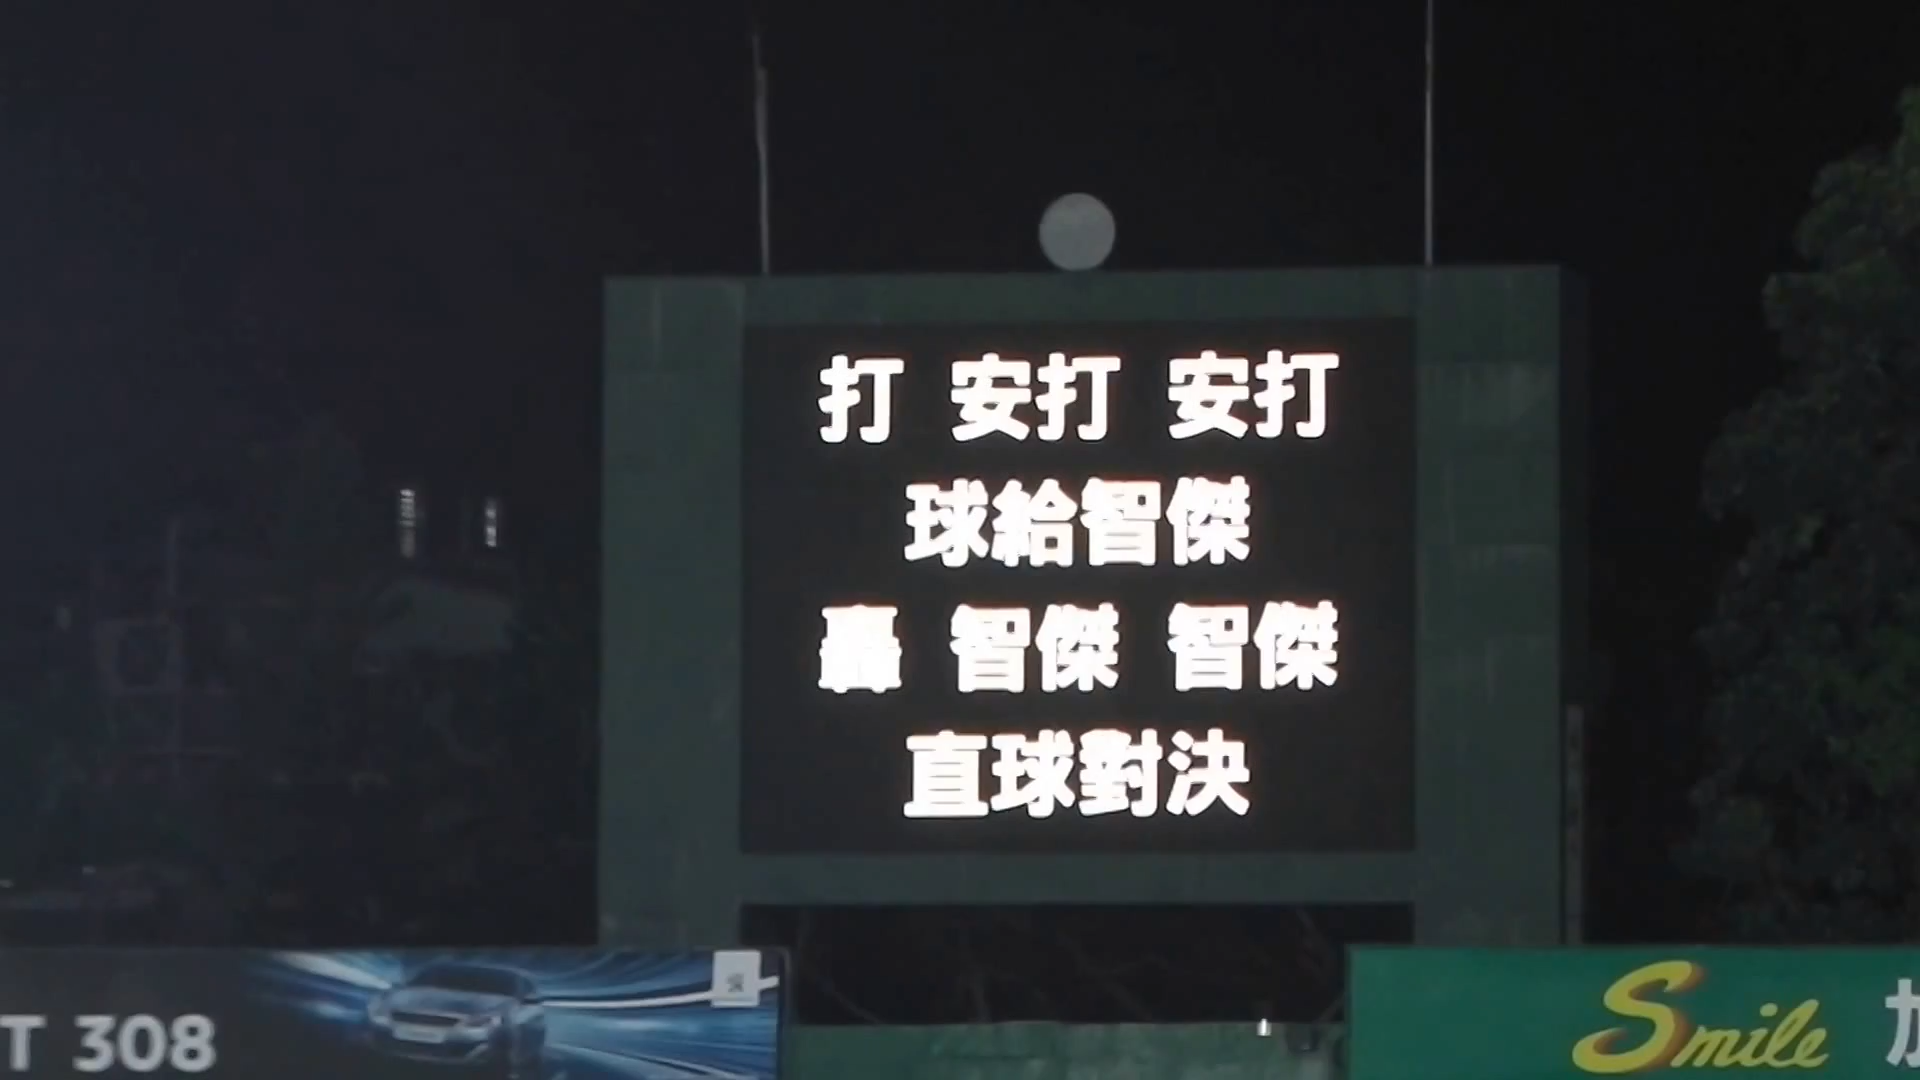 打 安打 安打
球給智傑
轟 智傑 智傑
直球對決
T 308
Smile